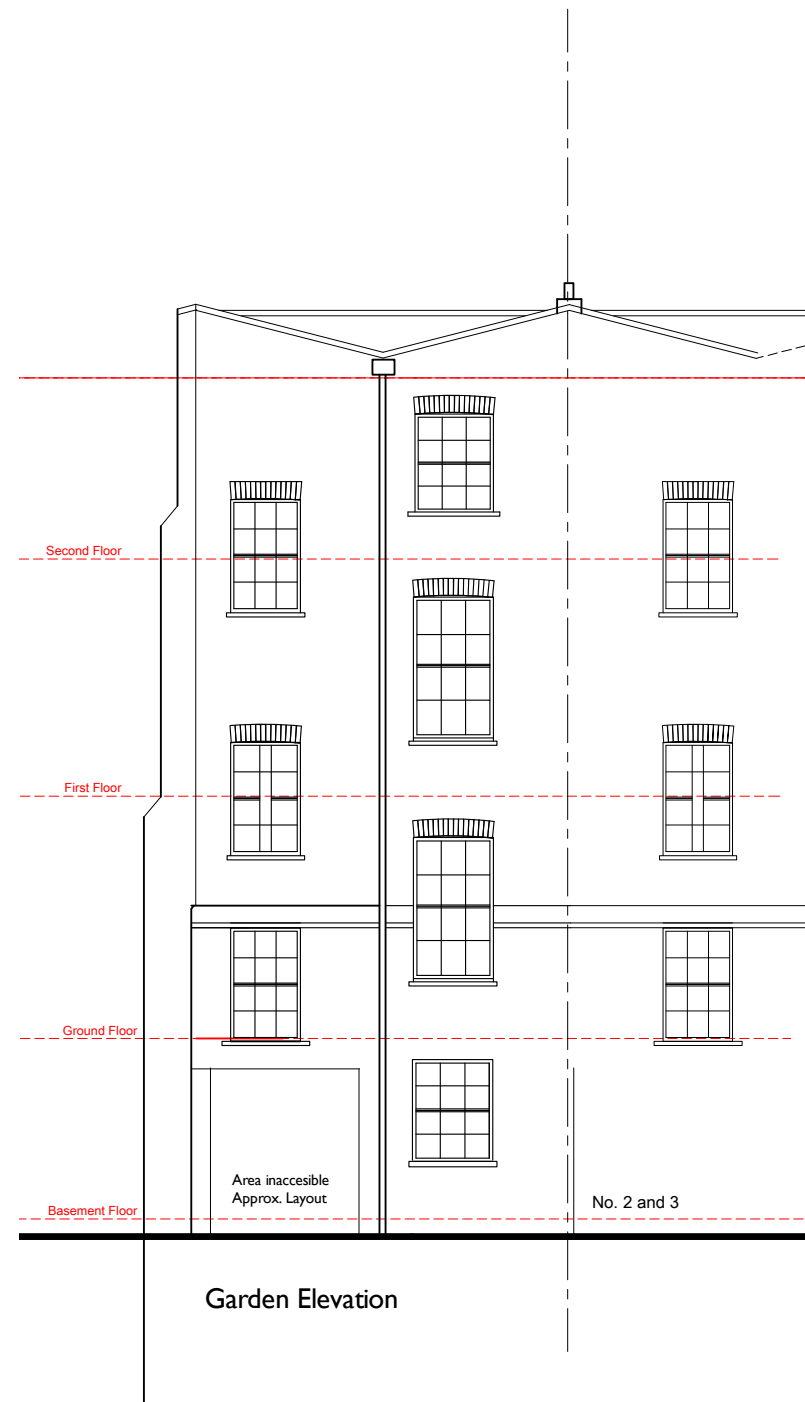 Second Floor
First Floor
Ground Floor
Area inaccesible
Approx. Layout
No. 2 and 3
Basement Floor
Garden Elevation